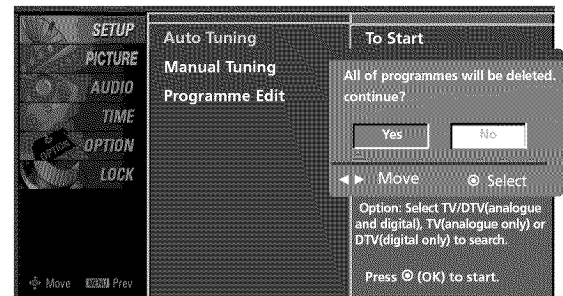 SETUP
PICTURE
AUDIO
TIME
OPTION
LOCK
Move MENU Prev
Auto Tuning
Manual Tuning
Programme Edit
To Start
All of programmes will be deleted.
continue?
Yes No
Move Select
Option: Select TV/DTV(analogue
and digital), TV(analogue only) or
DTV(digital only) to search.
Press (OK) to start.